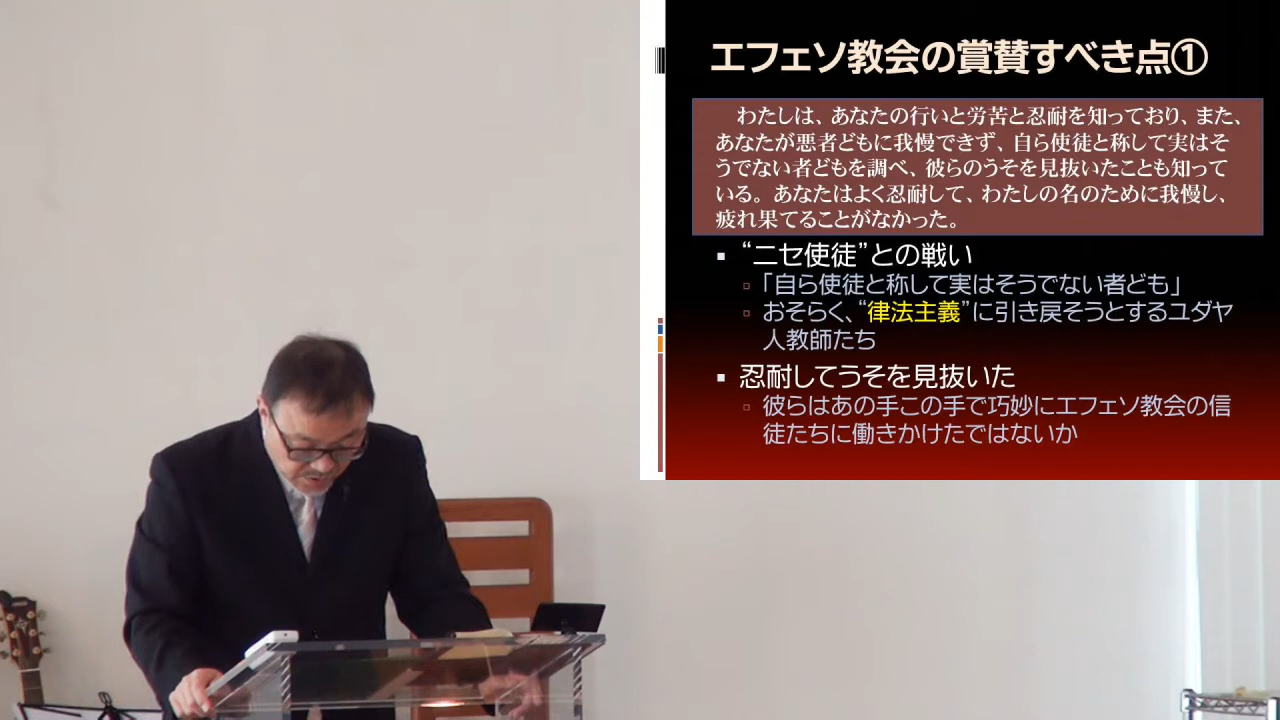 エフェソ教会の賞賛すべき点①
わたしは、あなたの行いと労苦と忍耐を知っており、また、
あなたが悪者どもに我慢できず、自ら使徒と称して実はそ
うでない者どもを調べ、彼らのうそを見抜いたことも知って
いる。あなたはよく忍耐して、わたしの名のために我慢し、
疲れ果てることがなかった。
▪ “ニセ使徒”との戦い
▫ 「自ら使徒と称して実はそうでない者ども」
▫ おそらく、“律法主義”に引き戻そうとするユダヤ
人教師たち
▪ 忍耐してうそを見抜いた
▫ 彼らはあの手この手で巧妙にエフェソ教会の信
徒たちに働きかけたではないか